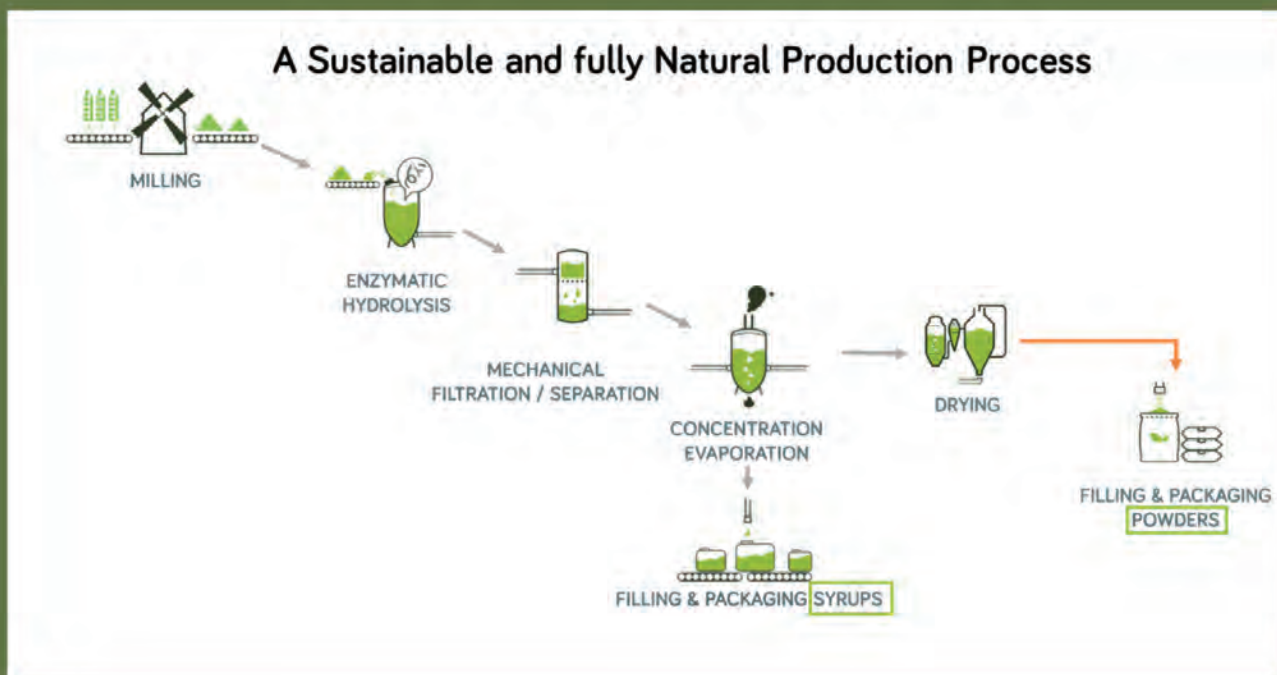 A Sustainable and fully Natural Production Process
MILLING
ENZYMATIC
HYDROLYSIS
MECHANICAL
FILTRATION / SEPARATION
CONCENTRATION
EVAPORATION
DRYING
FILLING & PACKAGING
POWDERS
FILLING & PACKAGING SYRUPS